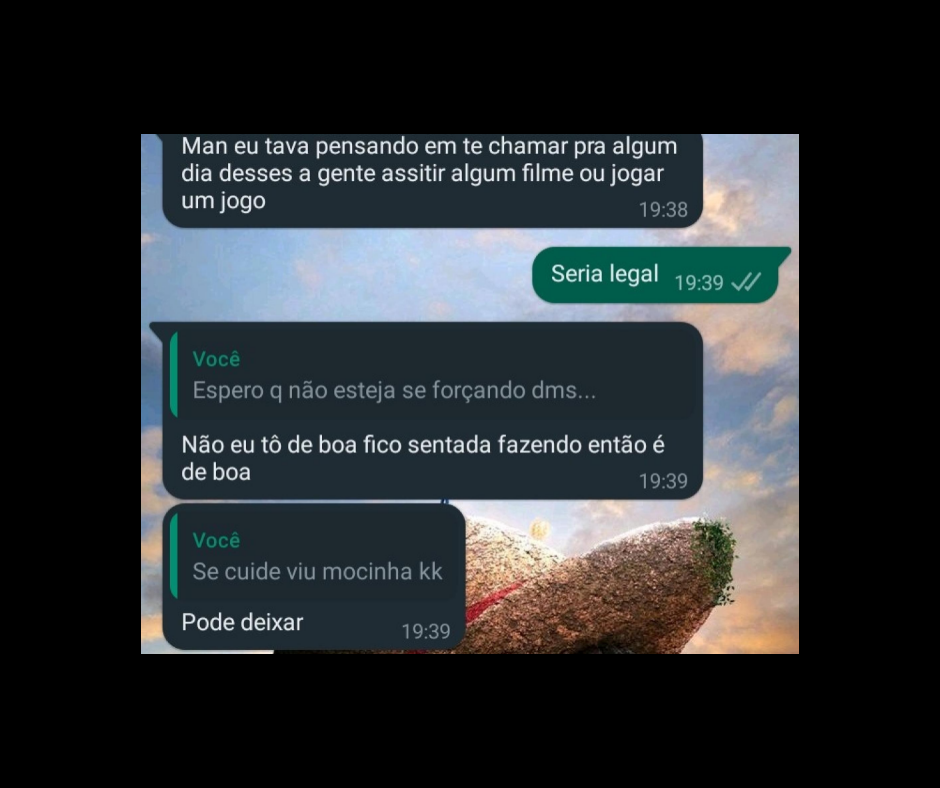 Man eu tava pensando em te chamar pra algum
dia desses a gente assitir algum filme ou jogar
um jogo
19:38
Seria legal 19:39
Você
Espero q não esteja se forçando dms...
Não eu tô de boa fico sentada fazendo então é
de boa
19:39
Você
Se cuide viu mocinha kk
Pode deixar 19:39